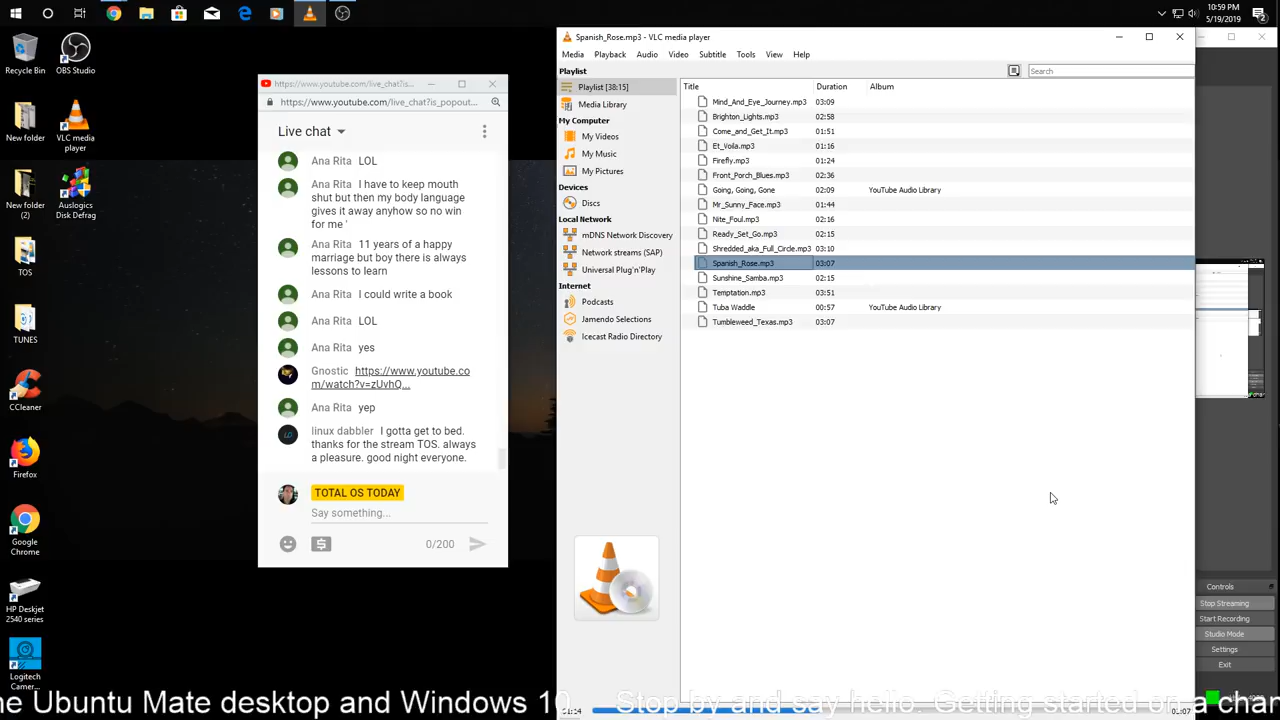 10:59 PM
5/19/2019
Recycle Bin
OBS Studio
New folder
VLC media
player
New folder
(2)
Auslogics
Disk Defrag
TOS
TUNES
CCleaner
Firefox
Google
Chrome
HP Deskjet
2540 series
Logitech
Camer...
https://www.youtube.com/live_chat?is...
https://www.youtube.com/live_chat?is_popout...
Live chat
Ana Rita LOL
Ana Rita I have to keep mouth
shut but then my body language
gives it away anyhow so no win
for me '
Ana Rita 11 years of a happy
marriage but boy there is always
lessons to learn
Ana Rita I could write a book
Ana Rita LOL
Ana Rita yes
Gnostic https://www.youtube.co
m/watch?v=zUvhQ...
Ana Rita yep
linux dabbler I gotta get to bed.
thanks for the stream TOS. always
a pleasure. good night everyone.
TOTAL OS TODAY
Say something...
0/200
Spanish_Rose.mp3 - VLC media player
Media Playback Audio Video Subtitle Tools View Help
Playlist
Search
Playlist [38:15]
Media Library
My Computer
My Videos
My Music
My Pictures
Devices
Discs
Local Network
mDNS Network Discovery
Network streams (SAP)
Universal Plug'n'Play
Internet
Podcasts
Jamendo Selections
Icecast Radio Directory
Title Duration Album
Mind_And_Eye_Journey.mp3 03:09
Brighton_Lights.mp3 02:58
Come_and_Get_It.mp3 01:51
Et_Voila.mp3 01:16
Firefly.mp3 01:24
Front_Porch_Blues.mp3 02:36
Going, Going, Gone 02:09 YouTube Audio Library
Mr_Sunny_Face.mp3 01:44
Nite_Foul.mp3 02:16
Ready_Set_Go.mp3 02:15
Shredded_aka_Full_Circle.mp3 03:10
Spanish_Rose.mp3 03:07
Sunshine_Samba.mp3 02:15
Temptation.mp3 03:51
Tuba Waddle 00:57 YouTube Audio Library
Tumbleweed_Texas.mp3 03:07
Controls
Stop Streaming
Start Recording
Studio Mode
Settings
Exit
he Ubuntu Mate desktop and Windows 10. Stop by and say hello. Getting started on a char
01:07